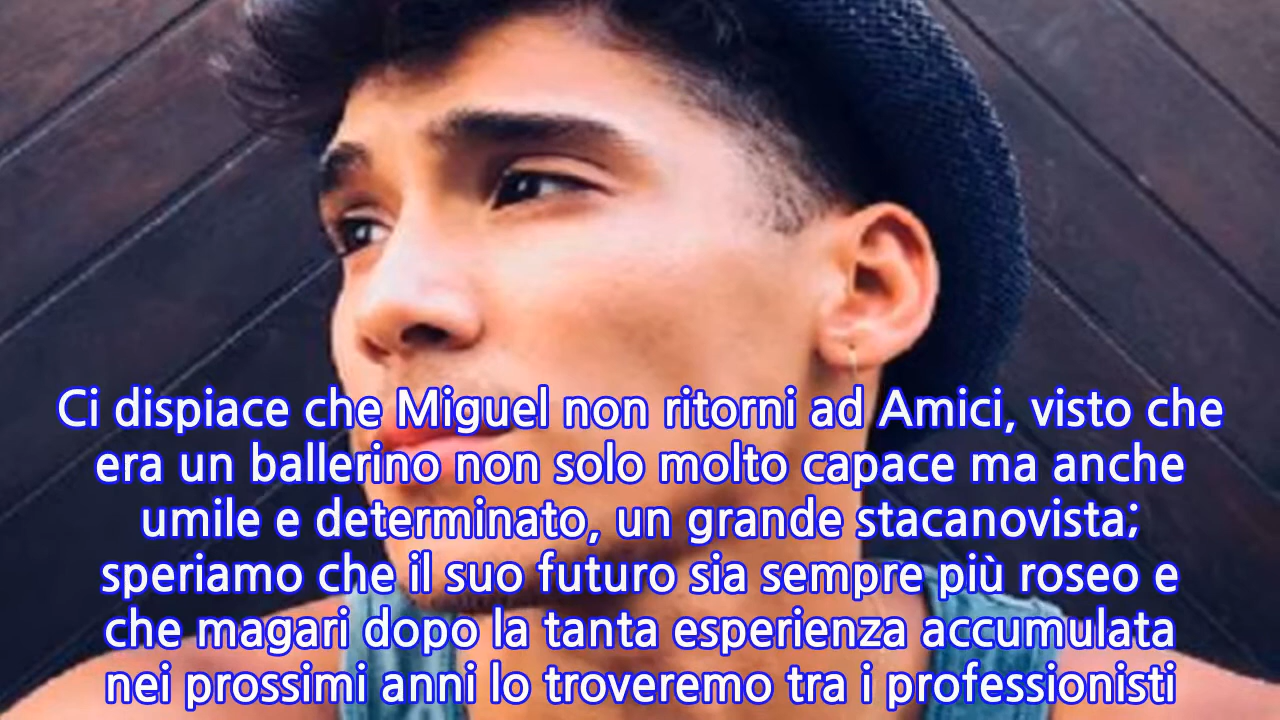 Ci dispiace che Miguel non ritorni ad Amici, visto che
era un ballerino non solo molto capace ma anche
umile e determinato, un grande stacanovista;
speriamo che il suo futuro sia sempre più roseo e
che magari dopo la tanta esperienza accumulata
nei prossimi anni lo troveremo tra i professionisti